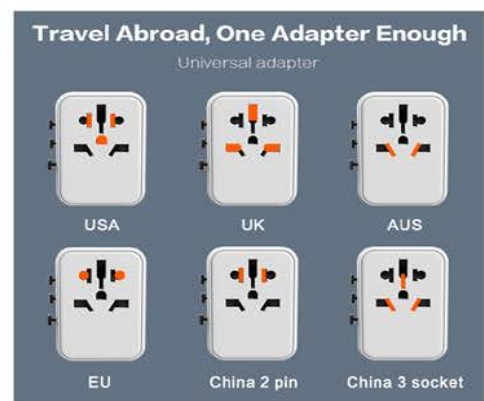 Travel Abroad, One Adapter Enough
Universal adapter
USA
UK
AUS
EU
China 2 pin
China 3 socket